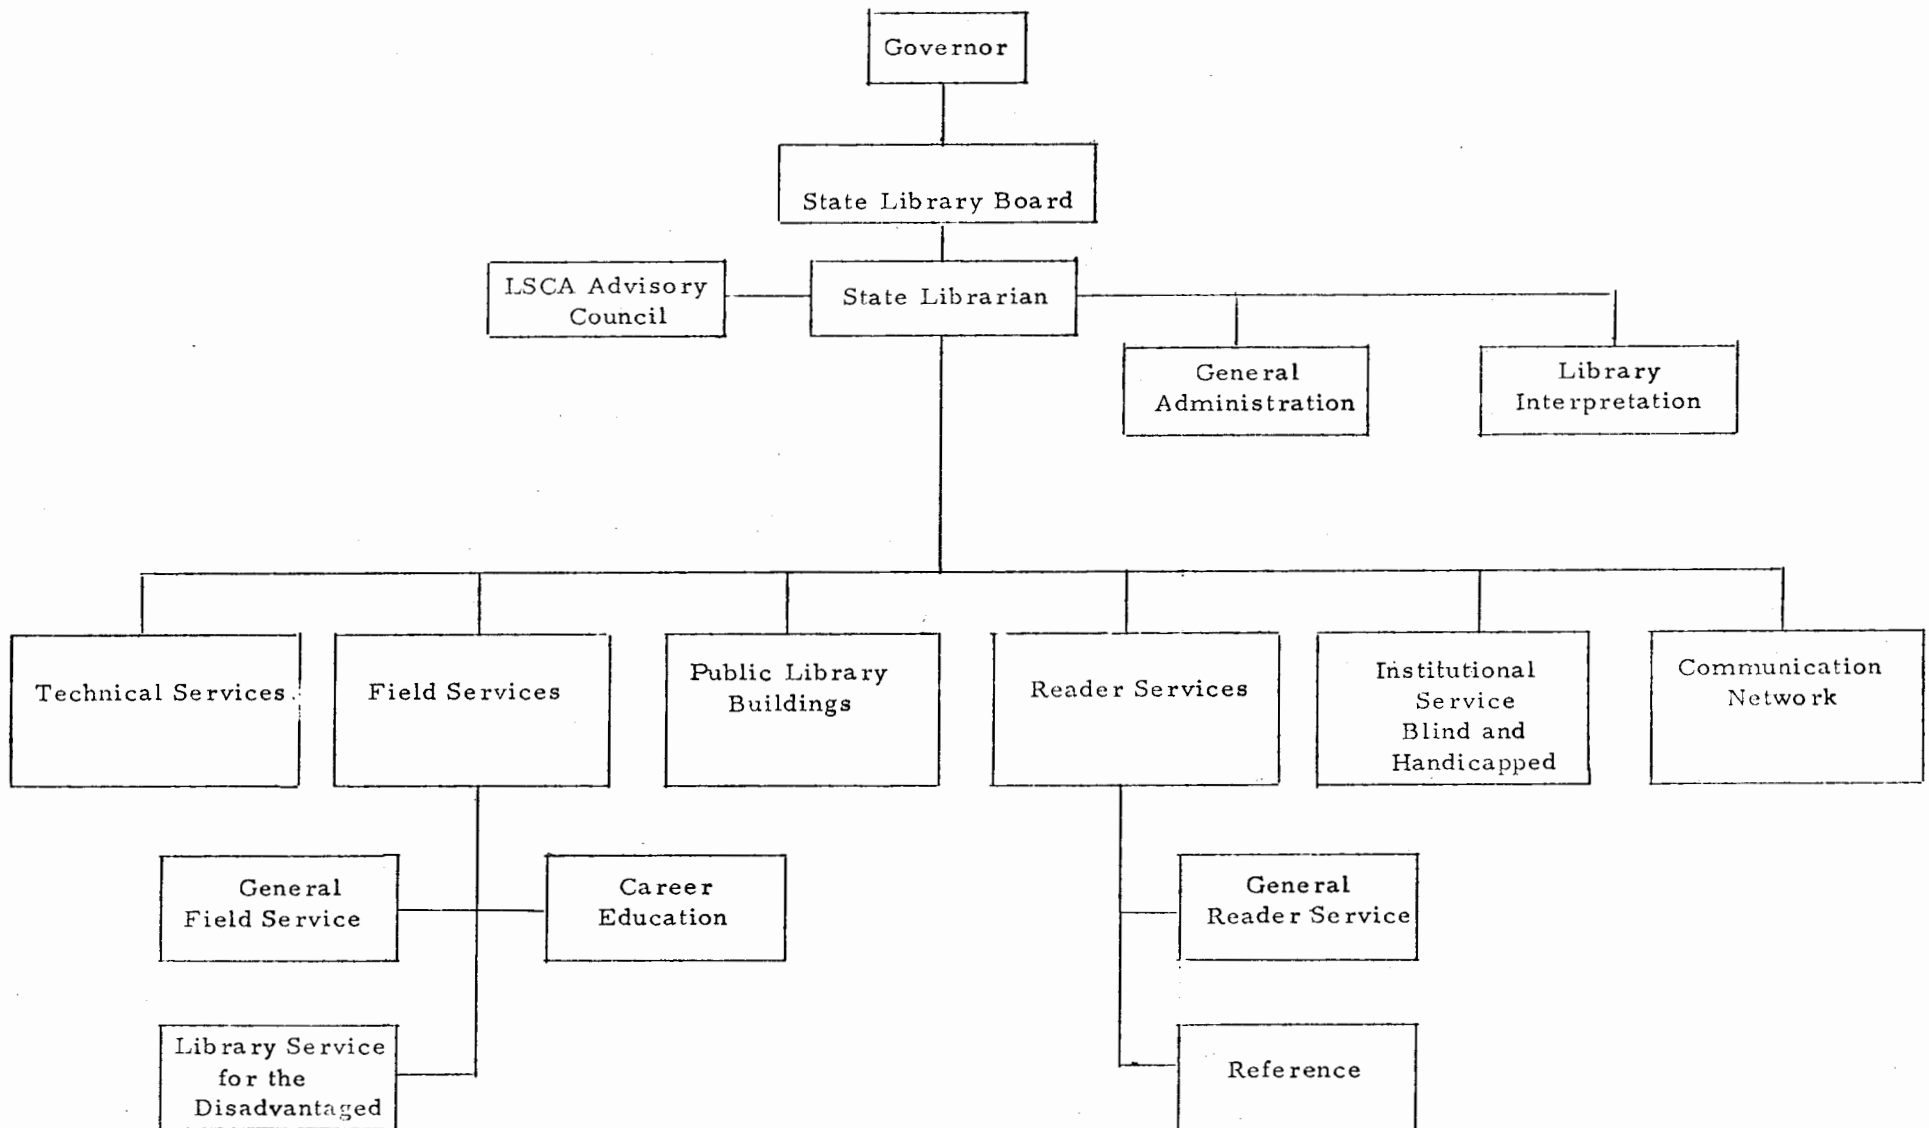 Governor
State Library Board
LSCA Advisory
Council
State Librarian
General
Administration
Library
Interpretation
Technical Services
Field Services
Public Library
Buildings
Reader Services
Institutional
Service
Blind and
Handicapped
Communication
Network
General
Field Service
Career
Education
General
Reader Service
Library Service
for the
Disadvantaged
Reference